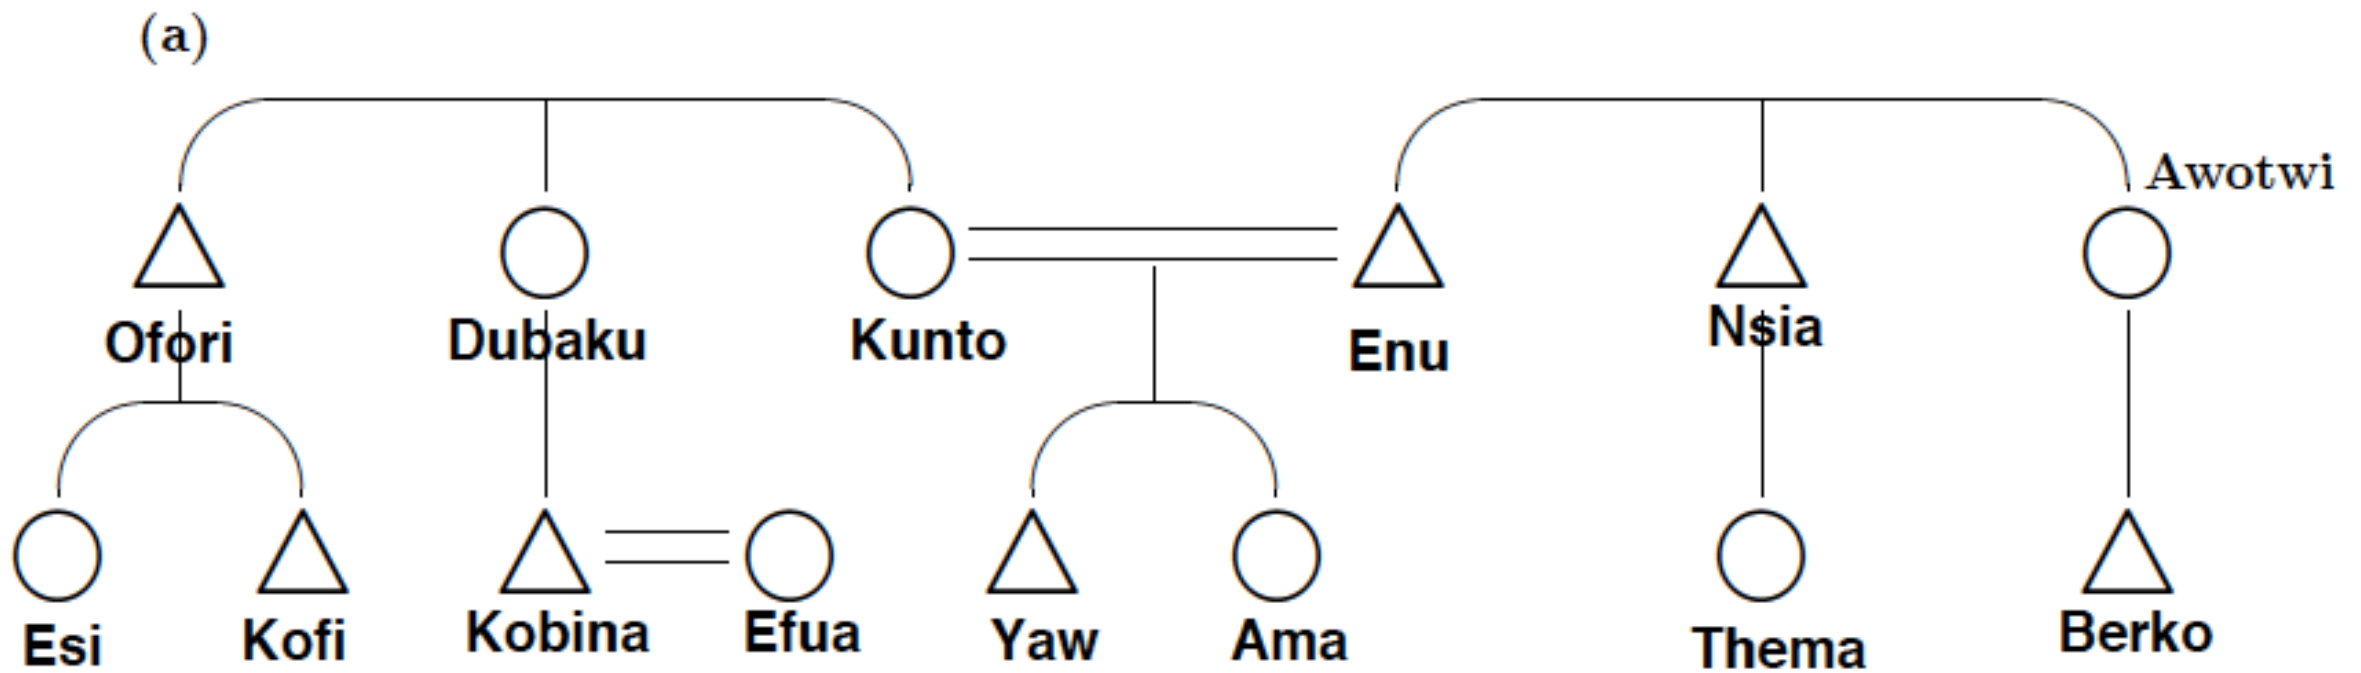 (a)
Awotwi
Ofori Dubaku Kunto Enu Nsia
Esi Kofi Kobina Efua Yaw Ama Thema Berko